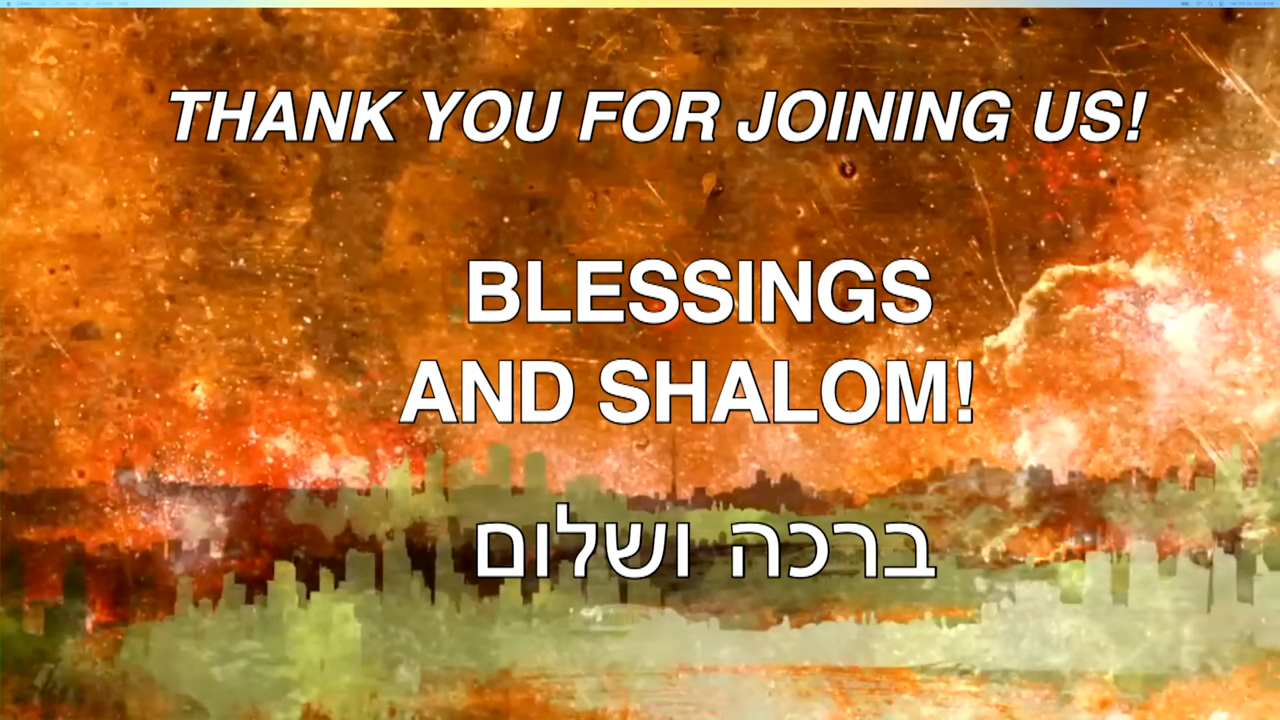 THANK YOU FOR JOINING US!
BLESSINGS
AND SHALOM!
ברכה ושלום